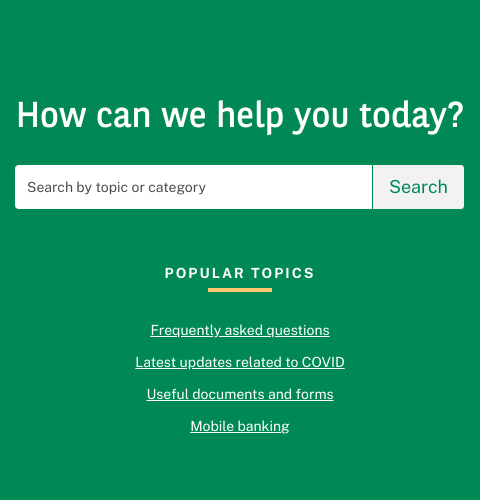 How can we help you today?
Search by topic or category
Search
POPULAR TOPICS
Frequently asked questions
Latest updates related to COVID
Useful documents and forms
Mobile banking